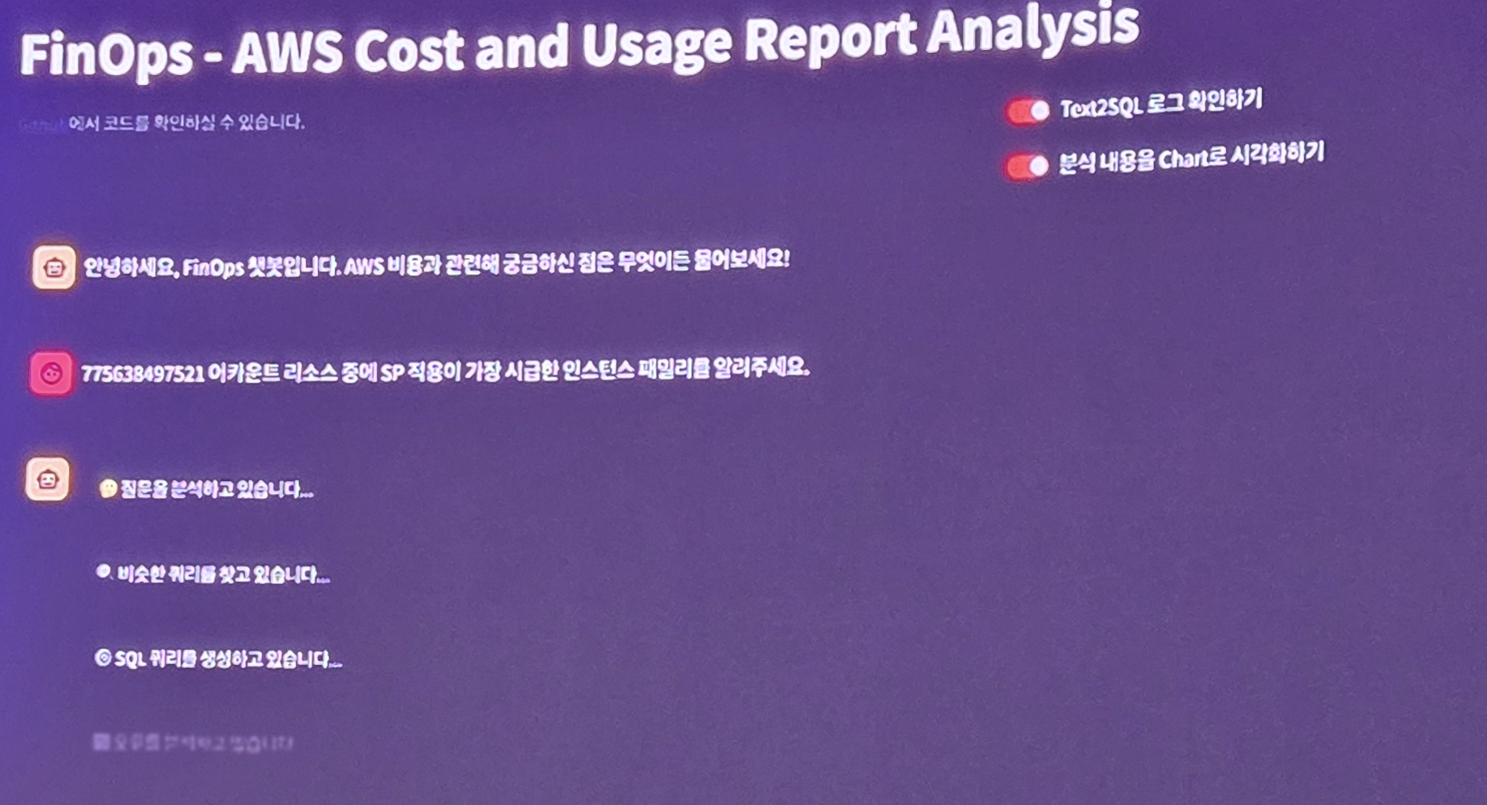 FinOps - AWS Cost and Usage Report Analysis
에서 코드를 확인하실 수 있습니다.
Text2SQL 로그 확인하기
분석 내용을 Chart로 시각화하기
안녕하세요, FinOps 챗봇입니다. AWS 비용과 관련해 궁금하신 점은 무엇이든 물어보세요!
775638497521 어카운트 리소스 중에 SP 적용이 가장 시급한 인스턴스 패밀리를 알려주세요.
질문을 분석하고 있습니다...
비슷한 쿼리를 찾고 있습니다...
SQL 쿼리를 생성하고 있습니다...